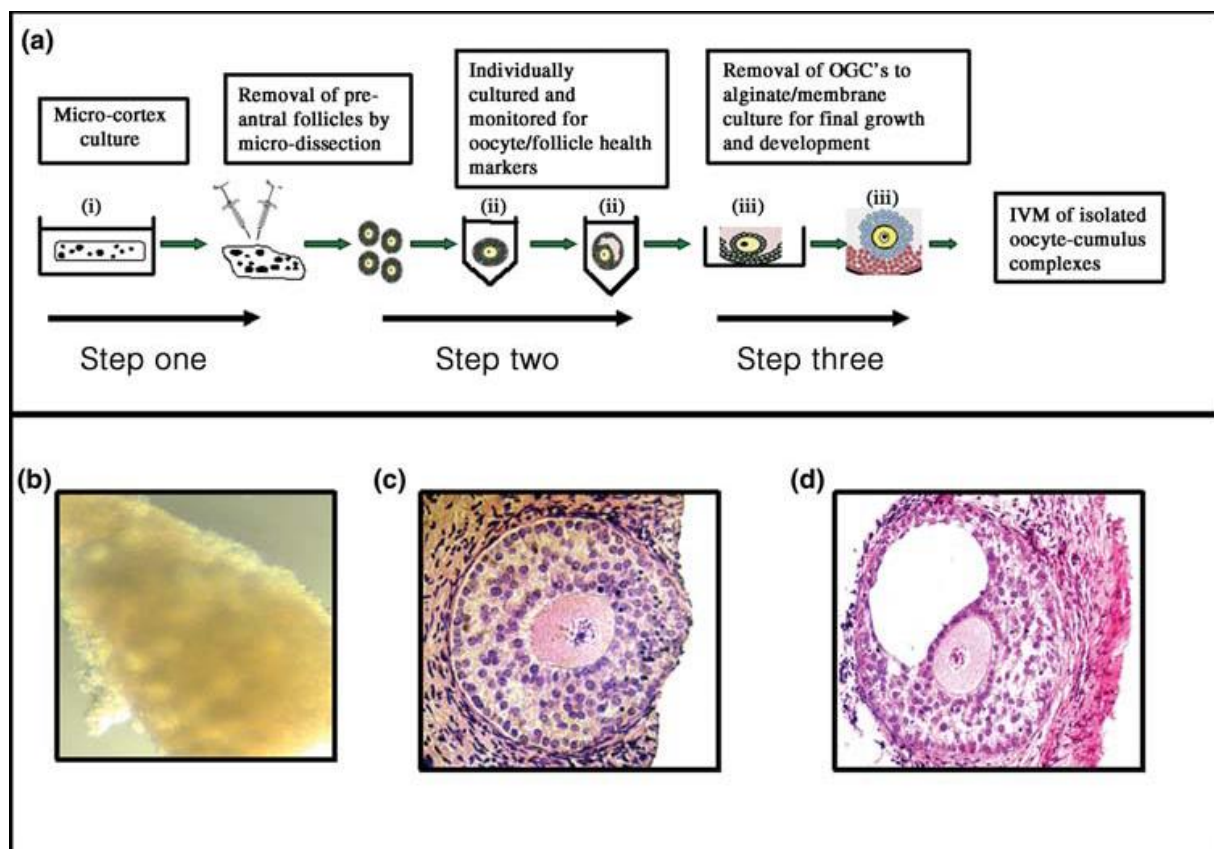 (a)
Micro-cortex
culture
Removal of pre-
antral follicles by
micro-dissection
Individually
cultured and
monitored for
oocyte/follicle health
markers
Removal of OGC's to
alginate/membrane
culture for final growth
and development
(i)
(ii)
(ii)
(iii)
(iii)
IVM of isolated
oocyte-cumulus
complexes
Step one
Step two
Step three
(b)
(c)
(d)